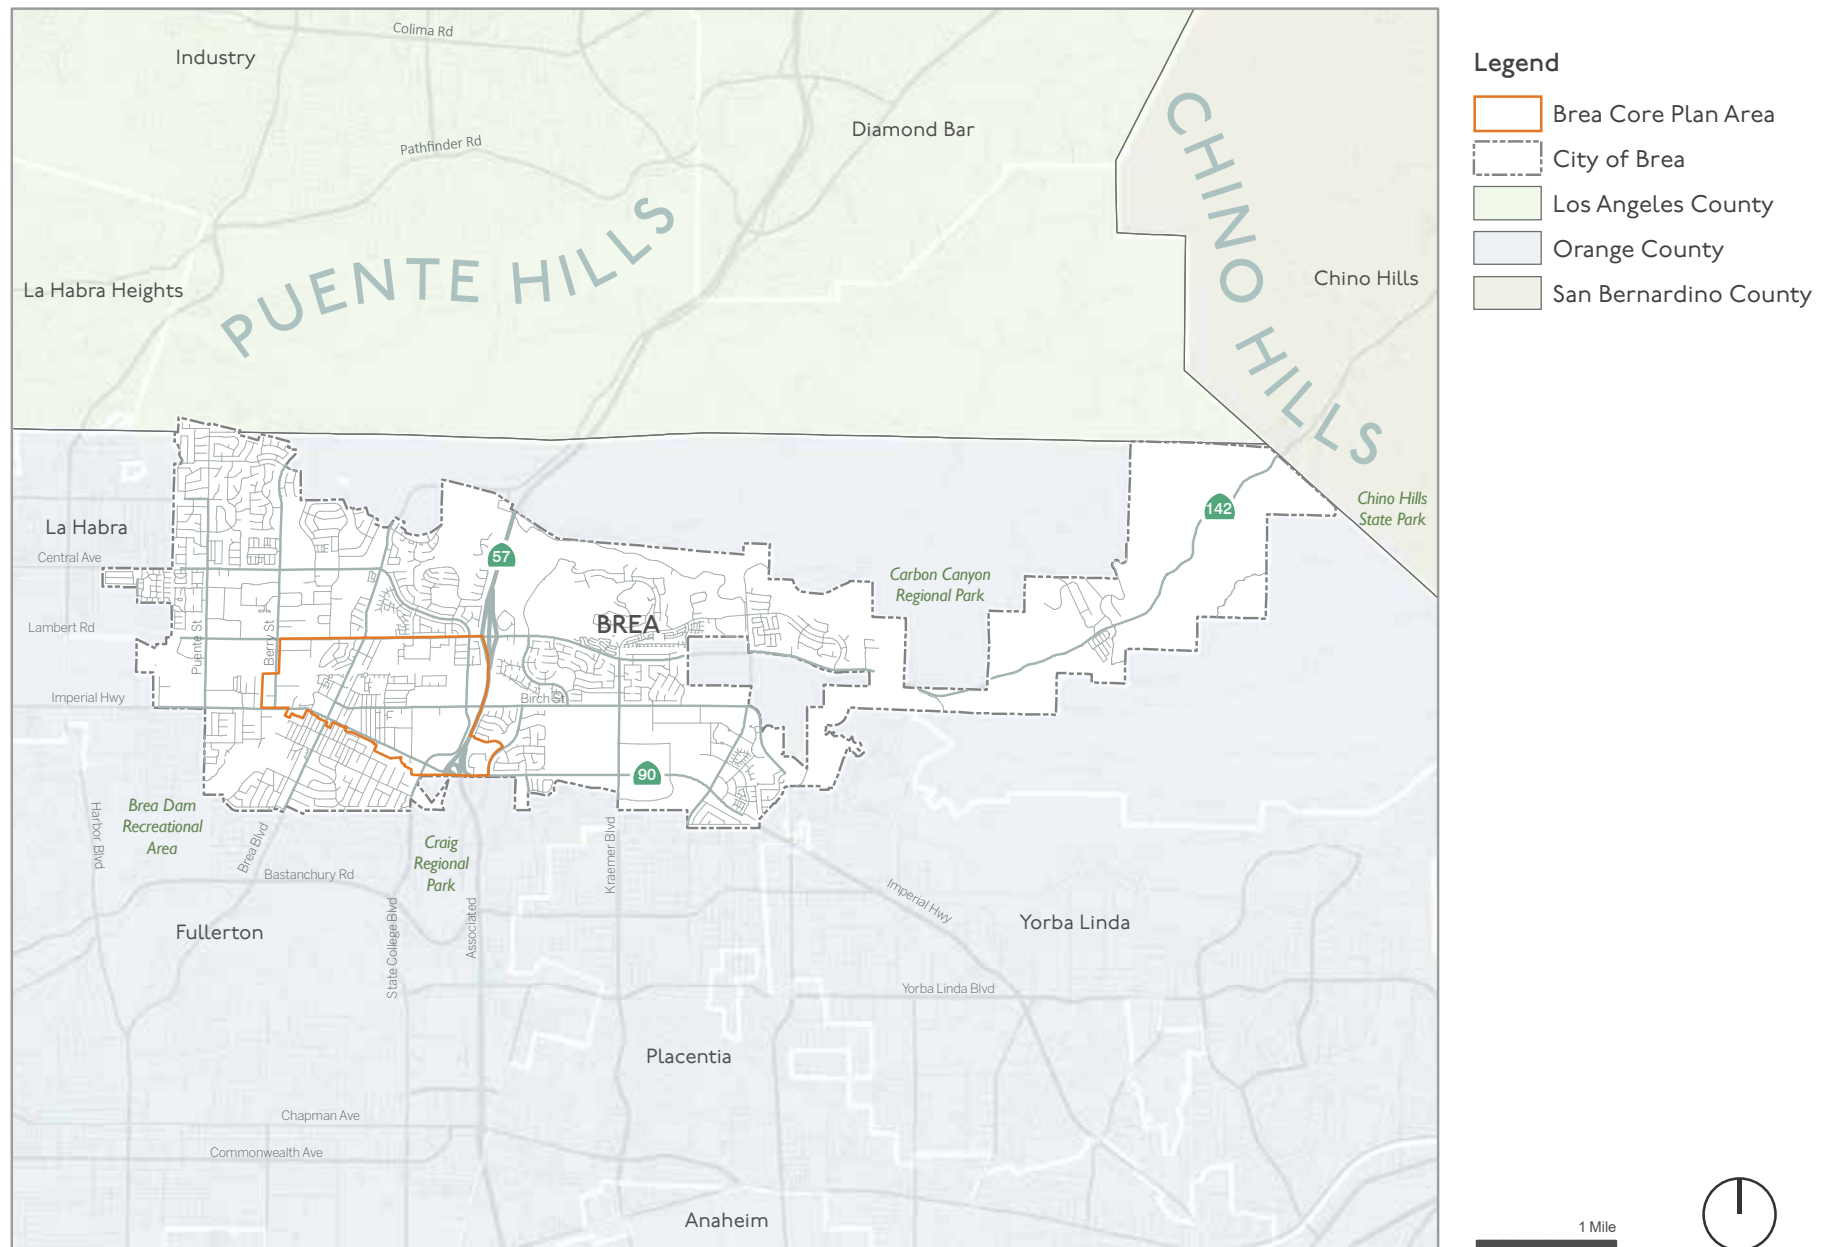 Colima Rd
Industry
Legend
Brea Core Plan Area
Diamond Bar
Pathfinder Rd
City of Brea
Los Angeles County
Orange County
San Bernardino County
PUENTE HILLS
CHINO HILLS
La Habra Heights
Chino Hills
Chino Hills
State Park
142
La Habra
Central Ave
57
Carbon Canyon
Regional Park
Lambert Rd
BREA
Puente St
Berry St
Imperial Hwy
Birch St
90
Brea Dam
Recreational
Area
Harbor Blvd
Brea Blvd
Craig
Regional
Park
Kraemer Blvd
Bastanchury Rd
Imperial Hwy
State College Blvd
Associated
Fullerton
Yorba Linda
Yorba Linda Blvd
Placentia
Chapman Ave
Commonwealth Ave
Anaheim
1 Mile